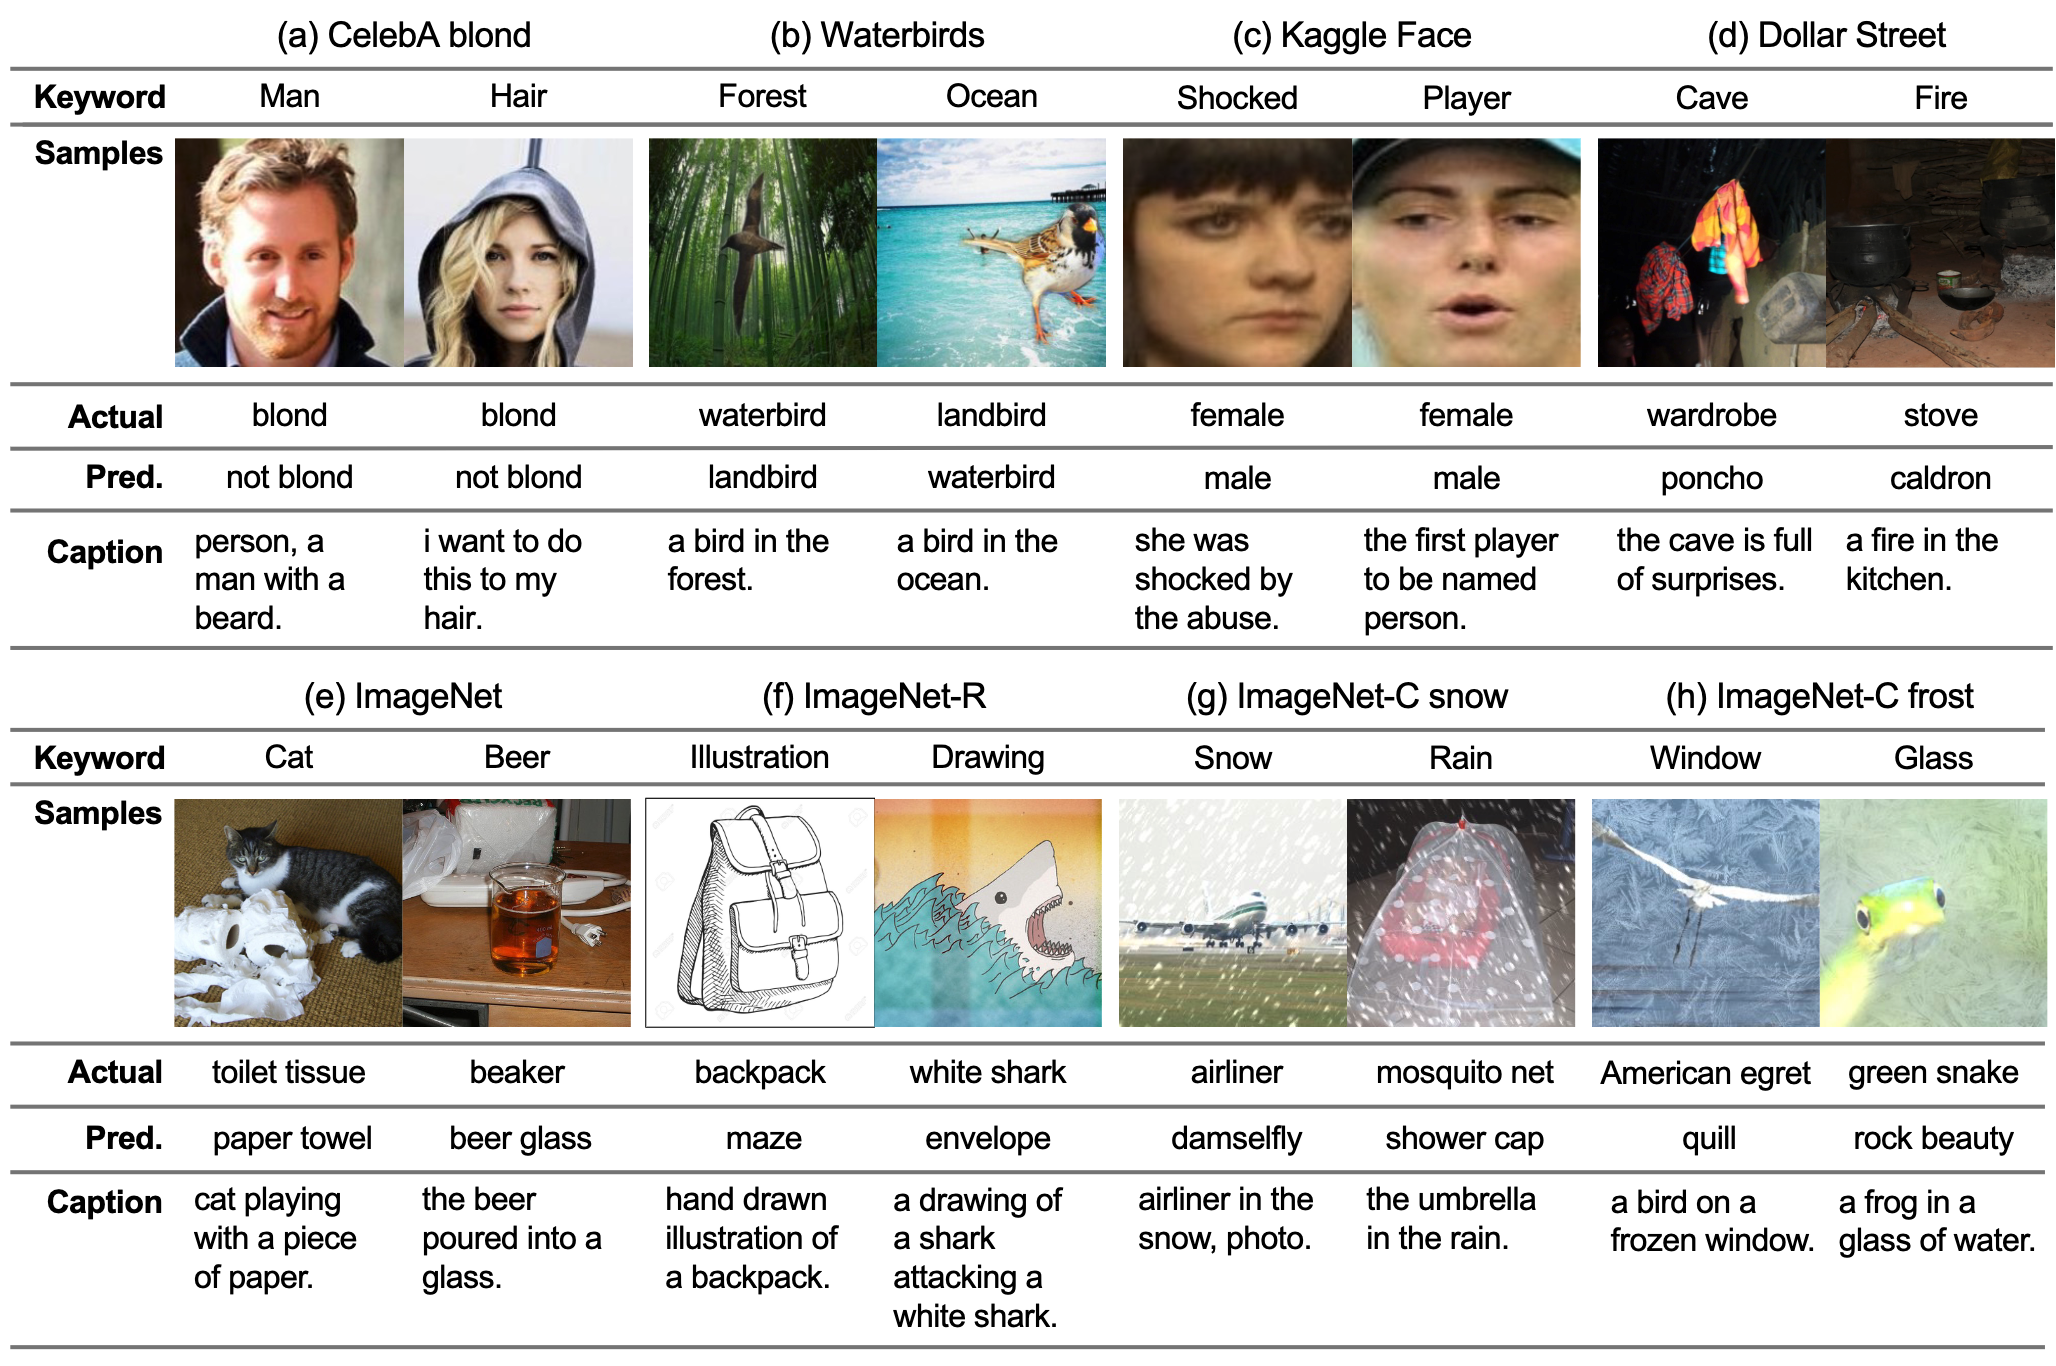 (a) CelebA blond (b) Waterbirds (c) Kaggle Face (d) Dollar Street
Keyword Man Hair Forest Ocean Shocked Player Cave Fire
Samples
Actual blond blond waterbird landbird female female wardrobe stove
Pred. not blond not blond landbird waterbird male male poncho caldron
Caption person, a i want to do a bird in the a bird in the she was the first player the cave is full a fire in the
man with a this to my forest. ocean. shocked by to be named of surprises. kitchen.
beard. hair. the abuse. person.
(e) ImageNet (f) ImageNet-R (g) ImageNet-C snow (h) ImageNet-C frost
Keyword Cat Beer Illustration Drawing Snow Rain Window Glass
Samples
Actual toilet tissue beaker backpack white shark airliner mosquito net American egret green snake
Pred. paper towel beer glass maze envelope damselfly shower cap quill rock beauty
Caption cat playing the beer hand drawn a drawing of airliner in the the umbrella a bird on a a frog in a
with a piece poured into a illustration of a shark snow, photo. in the rain. frozen window. glass of water.
of paper. glass. a backpack. attacking a
white shark.